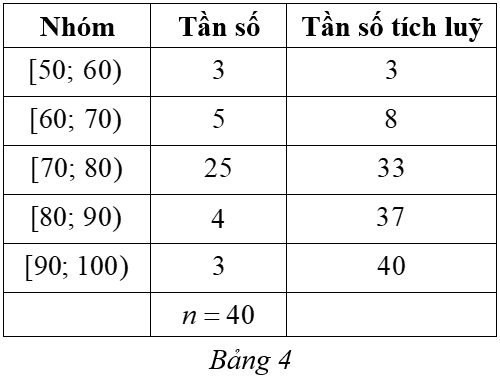 Nhóm Tần số Tần số tích luỹ
[50; 60) 3 3
[60; 70) 5 8
[70; 80) 25 33
[80; 90) 4 37
[90; 100) 3 40
n = 40
Bảng 4